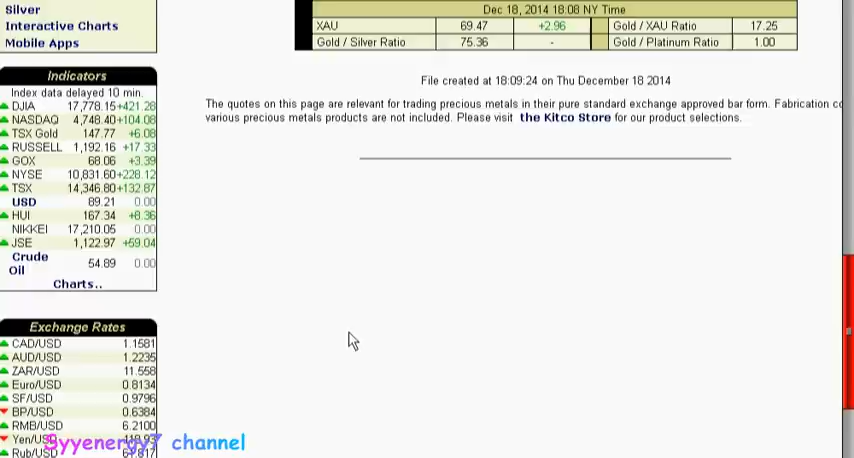 Silver
Interactive Charts
Mobile Apps
Dec 18, 2014 18:08 NY Time
XAU 69.47 +2.96 Gold / XAU Ratio 17.25
Gold / Silver Ratio 75.36 - Gold / Platinum Ratio 1.00
File created at 18:09:24 on Thu December 18 2014
The quotes on this page are relevant for trading precious metals in their pure standard exchange approved bar form. Fabrication
various precious metals products are not included. Please visit the Kitco Store for our product selections.
Indicators
Index data delayed 10 min.
DJIA 17,778.15 +421.28
NASDAQ 4,748.40 +104.08
TSX Gold 147.77 +6.08
RUSSELL 1,192.16 +17.33
GOX 68.06 +3.39
NYSE 10,831.60 +228.12
TSX 14,346.80 +132.87
USD 89.21 0.00
HUI 167.34 +8.36
NIKKEI 17,210.05 0.00
JSE 1,122.97 +59.04
Crude
Oil 54.89 0.00
Charts..
Exchange Rates
CAD/USD 1.1581
AUD/USD 1.2235
ZAR/USD 11.558
Euro/USD 0.8134
SF/USD 0.9796
BP/USD 0.6384
RMB/USD 6.2100
Yen/USD
Syyenergy7 channel
Rub/USD